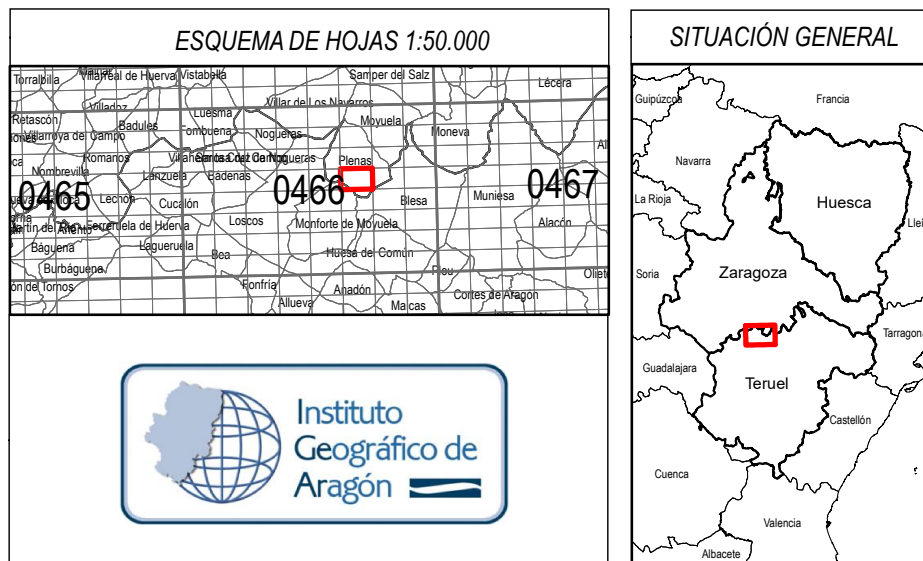 ESQUEMA DE HOJAS 1:50.000
Torralbilla
Villarreal de Huerva
Vistabella
Samper del Salz
Lécera
Villadoz
Luesma
Villar de Los Navarros
Retascón
Badules
Fombuena
Moyuela
Villarroya de Campo
Nogueras
Moneva
Romanos
Plenas
Nombrevilla
Lanzuela
Bádenas
0465
0466
0467
Lechón
Cucalón
Blesa
Muniesa
Loscos
Monforte de Moyuela
Alacón
Ferreruela de Huerva
Báguena
Lagueruela
Bea
Huesa de Común
Burbáguena
Fonfría
Anadón
Oliete
Allueva
Maicas
Cortes de Aragón
Instituto
Geográfico de
Aragón
SITUACIÓN GENERAL
Guipúzcoa
Francia
Navarra
La Rioja
Huesca
Lleí
Soria
Zaragoza
Tarragona
Guadalajara
Teruel
Castellón
Cuenca
Valencia
Albacete